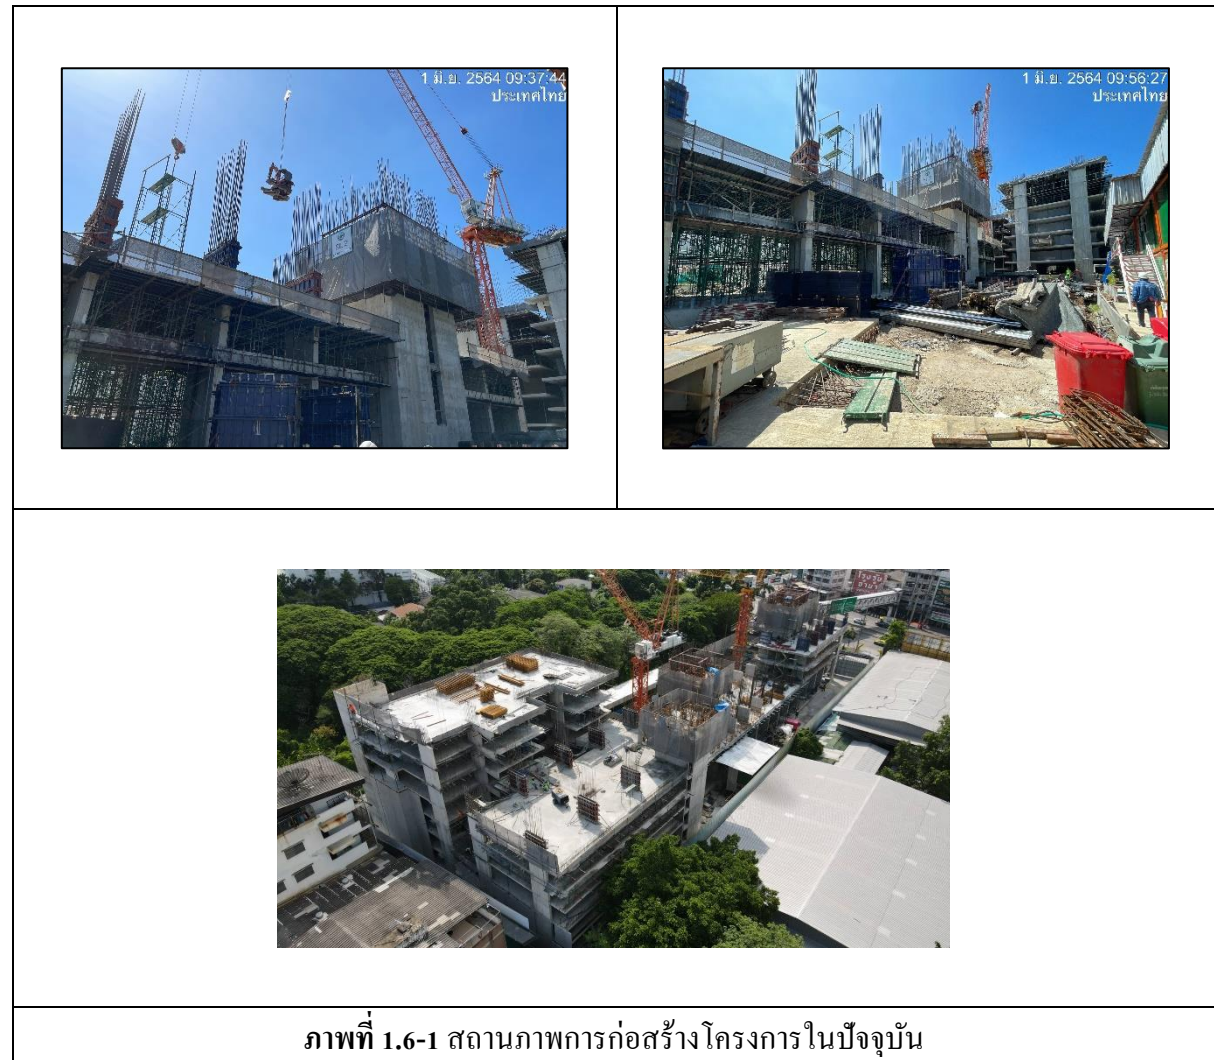 1 มิ.ย. 2564 09:37:44
ประเทศไทย
1 มิ.ย. 2564 09:56:27
ประเทศไทย
ภาพที่ 1.6-1 สถานภาพการก่อสร้างโครงการในปัจจุบัน